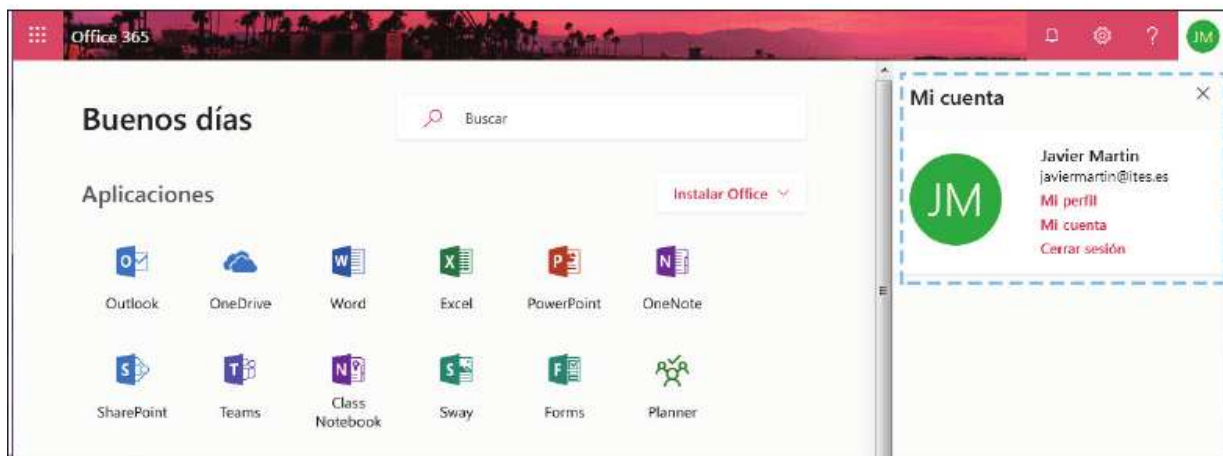 Office 365
?
JM
Buenos días
Buscar
Aplicaciones
Instalar Office
Outlook
OneDrive
Word
Excel
PowerPoint
OneNote
SharePoint
Teams
Class
Notebook
Sway
Forms
Planner
Mi cuenta
JM
Javier Martin
javiermartin@ites.es
Mi perfil
Mi cuenta
Cerrar sesión